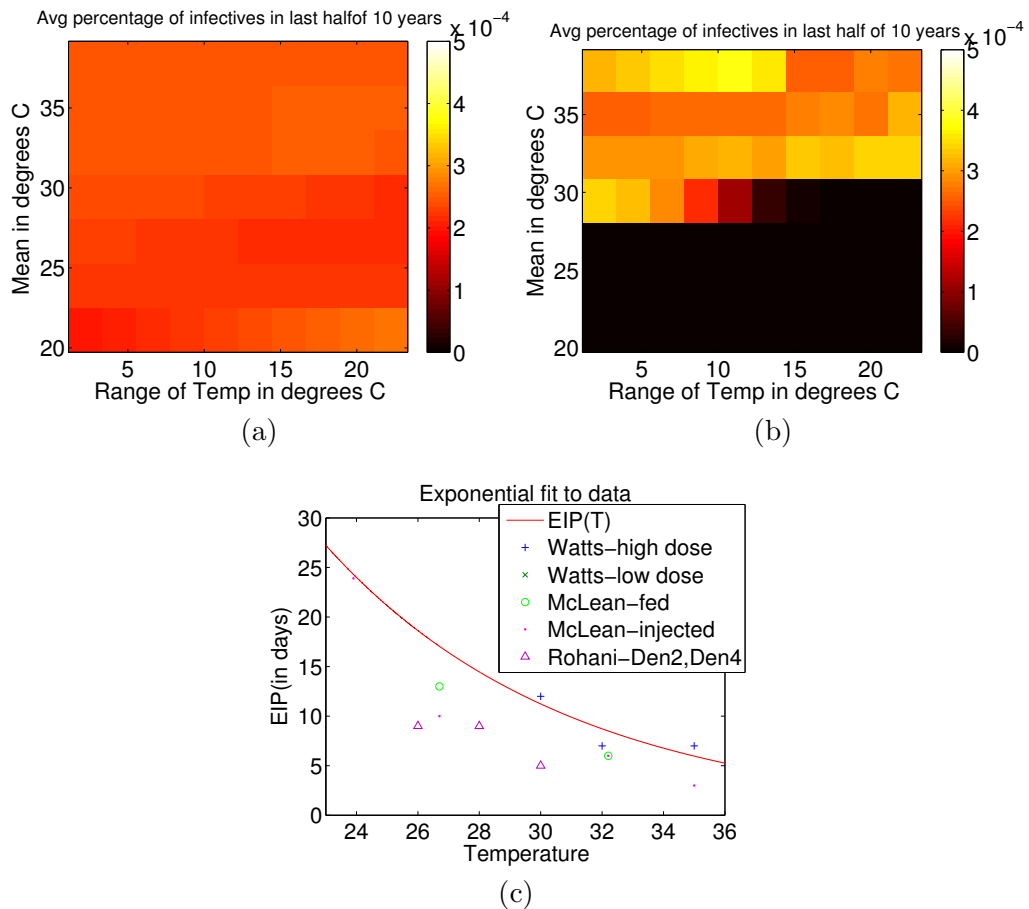 Avg percentage of infectives in last halfof 10 years
x 10⁻⁴
Mean in degrees C
35
30
25
20
5
10
15
20
Range of Temp in degrees C
5
4
3
2
1
0
(a)
Avg percentage of infectives in last half of 10 years
x 10⁻⁴
Mean in degrees C
35
30
25
20
5
10
15
20
Range of Temp in degrees C
5
4
3
2
1
0
(b)
Exponential fit to data
EIP(in days)
30
25
20
15
10
5
0
24
26
28
30
32
34
36
Temperature
EIP(T)
Watts−high dose
Watts−low dose
McLean−fed
McLean−injected
Rohani−Den2,Den4
(c)